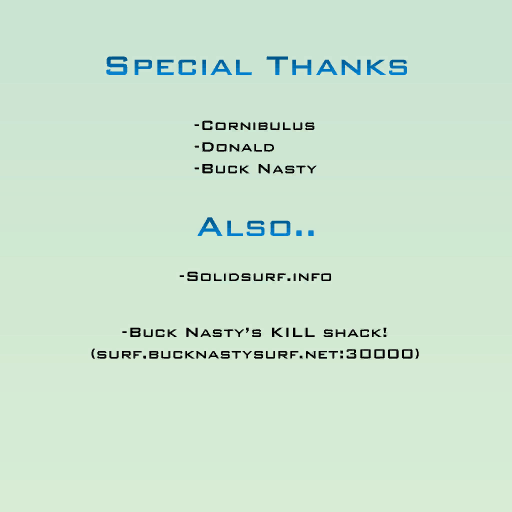 Special Thanks
-Cornibulus
-Donald
-Buck Nasty
Also..
-Solidsurf.info
-Buck Nasty's KILL shack!
(surf.bucknastysurf.net:30000)